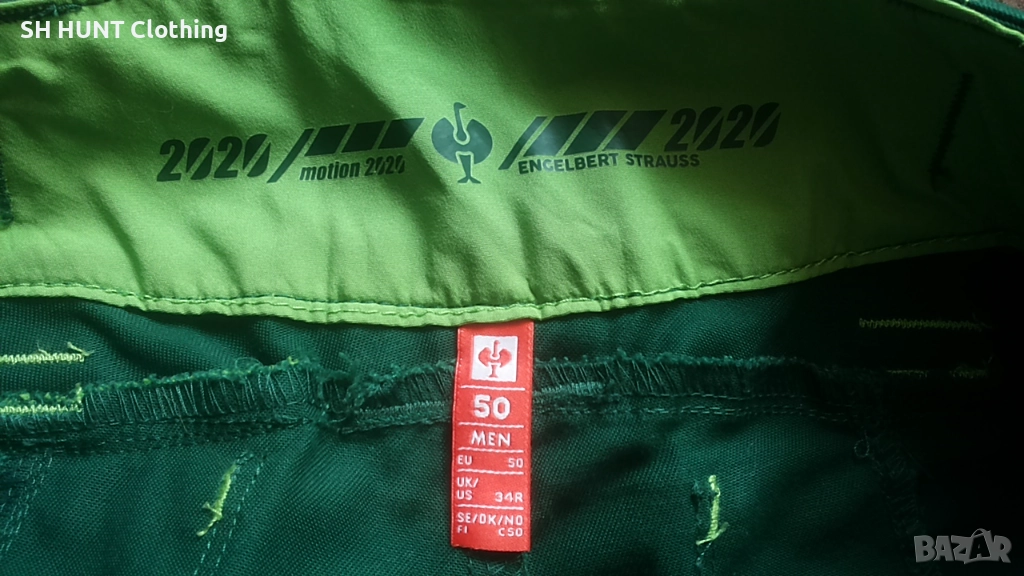 SH HUNT Clothing
2020 motion 2020 ENGELBERT STRAUSS 2020
50
MEN
EU 50
UK/
US 34R
SE/DK/NO
FI C50
BAZAR